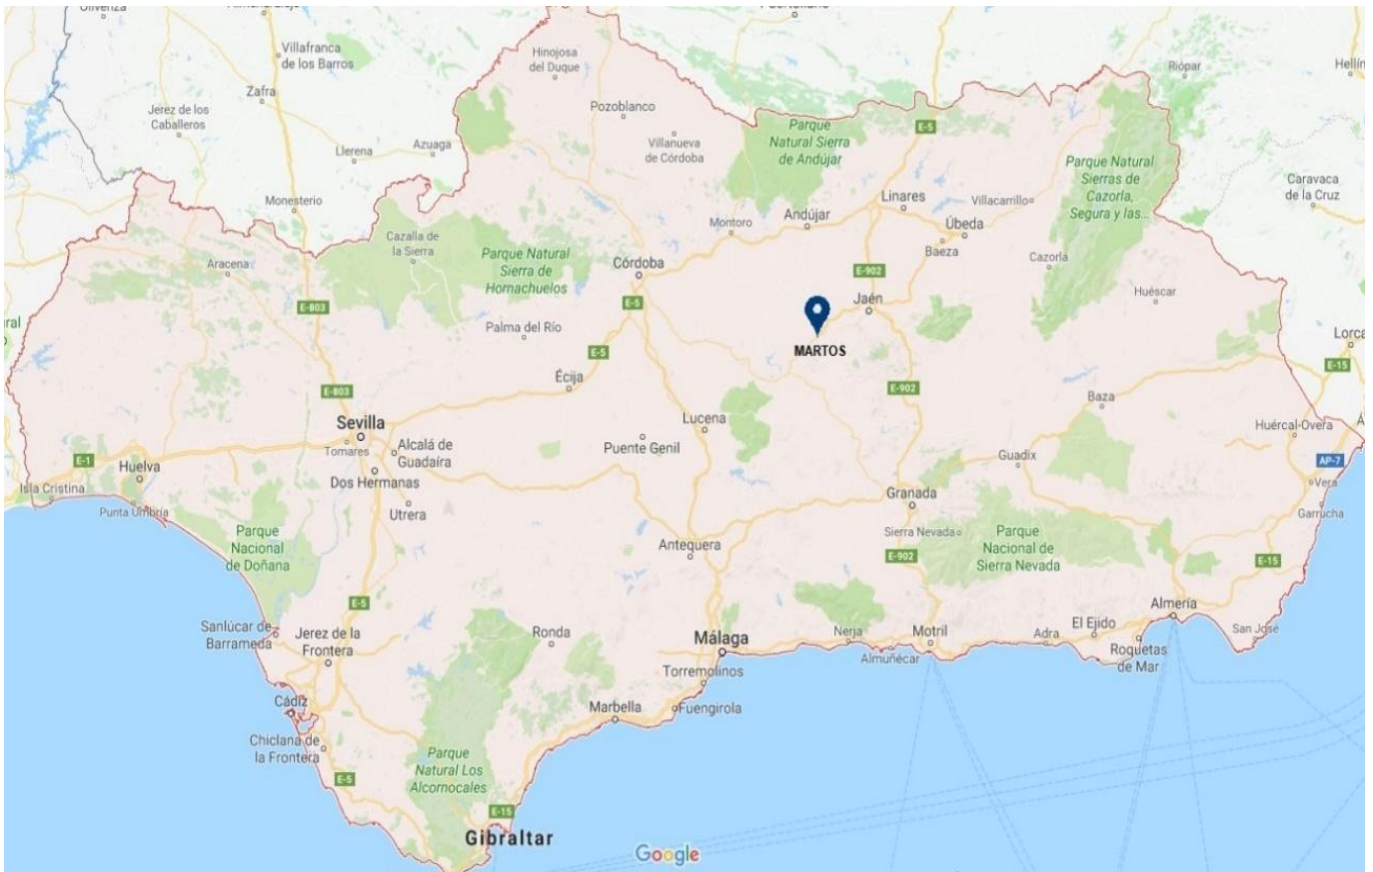 Olivenza
Villafranca
de los Barros
Zafra
Jerez de los
Caballeros
Llerena
Azuaga
Monesterio
Hinojosa
del Duque
Pozoblanco
Villanueva
de Córdoba
Parque
Natural Sierra
de Andújar
E-5
Riópar
Hellín
Parque Natural
Sierras de
Cazorla,
Segura y las...
Caravaca
de la Cruz
Linares
Villacarrillo
Andújar
Montoro
Úbeda
Baeza
Cazorla
Cazalla de
la Sierra
Parque Natural
Sierra de
Hornachuelos
Córdoba
Aracena
E-902
Huéscar
E-803
E-5
Jaén
Palma del Río
MARTOS
E-5
Lorca
E-15
Écija
E-803
E-902
Baza
Sevilla
Tomares
Alcalá de
Guadaíra
Lucena
Puente Genil
Huércal-Overa
E-1
Huelva
Dos Hermanas
Guadix
AP-7
Isla Cristina
Punta Umbría
Utrera
Granada
Vera
Garrucha
Parque
Nacional
de Doñana
Antequera
Sierra Nevada
E-902
Parque
Nacional de
Sierra Nevada
E-15
E-5
Sanlúcar de
Barrameda
Jerez de la
Frontera
Ronda
Málaga
Nerja
Almuñécar
Motril
Adra
El Ejido
Almería
Roquetas
de Mar
San José
Torremolinos
Cádiz
Marbella
Fuengirola
Chiclana de
la Frontera
Parque
Natural Los
Alcornocales
E-5
E-15
Gibraltar
Google